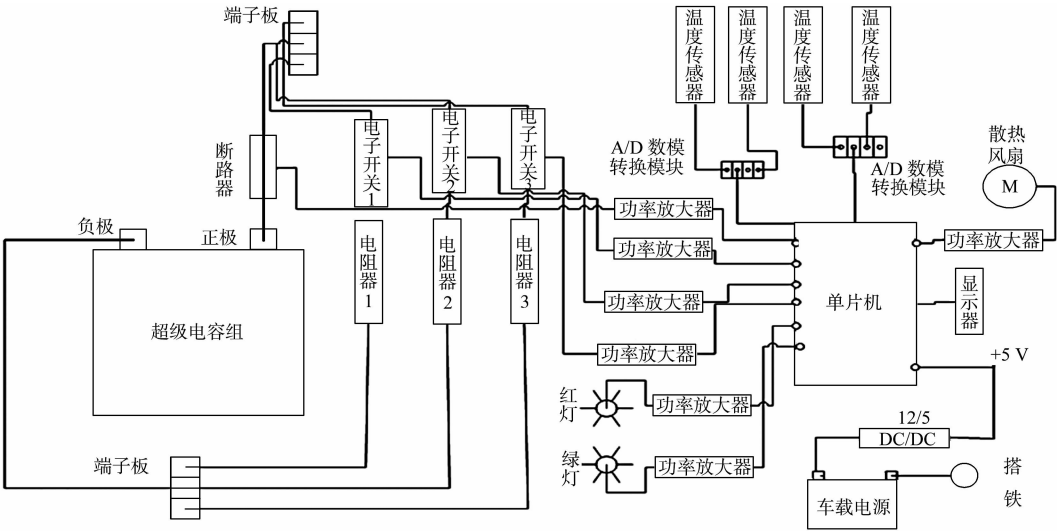 端子板
温度传感器
温度传感器
温度传感器
温度传感器
断路器
电子开关1
电子开关2
电子开关3
A/D 数模
转换模块
A/D 数模
转换模块
散热
风扇
M
负极
正极
功率放大器
功率放大器
功率放大器
功率放大器
功率放大器
电阻器1
电阻器2
电阻器3
超级电容组
单片机
显示器
+5 V
红灯
功率放大器
绿灯
功率放大器
12/5
DC/DC
端子板
车载电源
搭铁